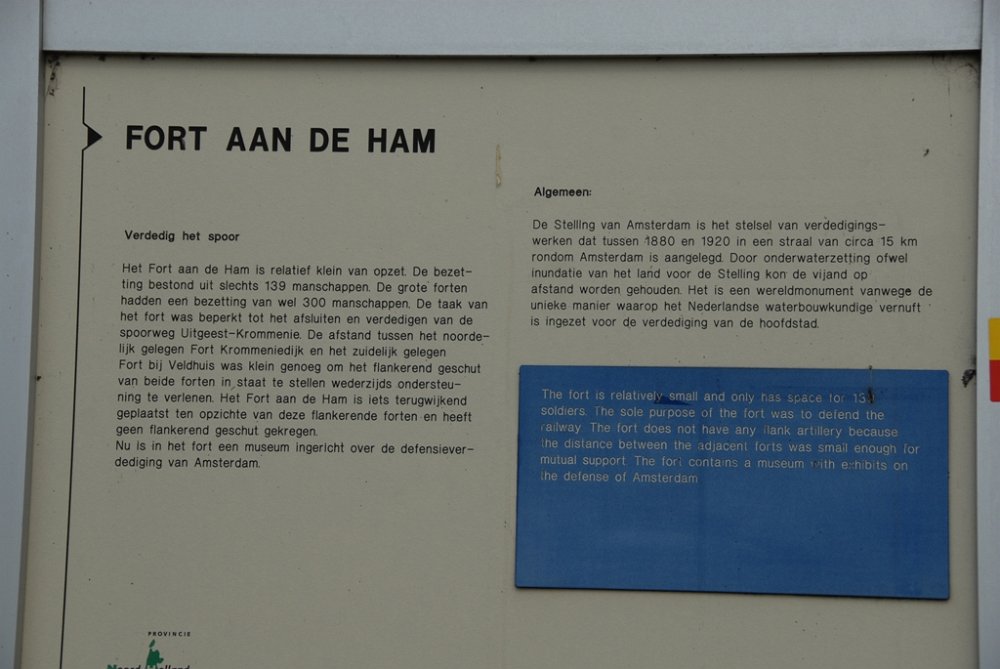 FORT AAN DE HAM
Verdedig het spoor
Het Fort aan de Ham is relatief klein van opzet. De bezet-
ting bestond uit slechts 139 manschappen. De grote forten
hadden een bezetting van wel 300 manschappen. De taak van
het fort was beperkt tot het afsluiten en verdedigen van de
spoorweg Uitgeest-Krommenie. De afstand tussen het noorde-
lijk gelegen Fort Krommeniedijk en het zuidelijk gelegen
Fort bij Veldhuis was klein genoeg om het flankerend geschut
van beide forten in staat te stellen wederzijds ondersteu-
ning te verlenen. Het Fort aan de Ham is iets terugwijkend
geplaatst ten opzichte van deze flankerende forten en heeft
geen flankerend geschut gekregen.
Nu is in het fort een museum ingericht over de defensiever-
dediging van Amsterdam.
Algemeen:
De Stelling van Amsterdam is het stelsel van verdedigings-
werken dat tussen 1880 en 1920 in een straal van circa 15 km
rondom Amsterdam is aangelegd. Door onderwaterzetting ofwel
inundatie van het land voor de Stelling kon de vijand op
afstand worden gehouden. Het is een wereldmonument vanwege de
unieke manier waarop het Nederlandse waterbouwkundige vernuft
is ingezet voor de verdediging van de hoofdstad.
The fort is relatively small and only has space for 139
soldiers. The sole purpose of the fort was to defend the
railway. The fort does not have any flank artillery because
the distance between the adjacent forts was small enough for
mutual support. The fort contains a museum with exhibits on
the defense of Amsterdam
PROVINCIE
Noord-Holland